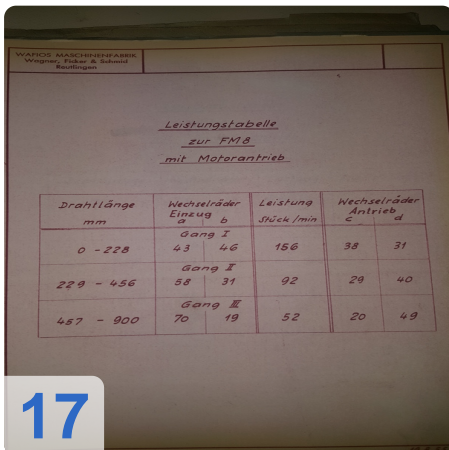 WAFIOS MASCHINENFABRIK
Wagner, Ficker & Schmid
Reutlingen
Leistungstabelle
zur FM8
mit Motorantrieb
Drahtlänge Wechselräder Leistung Wechselräder
Einzug Antrieb
mm a b Stück/min c d
Gang I
0 - 228 43 46 156 38 31
Gang II
229 - 456 58 31 92 29 40
Gang III
457 - 900 70 19 52 20 49
17